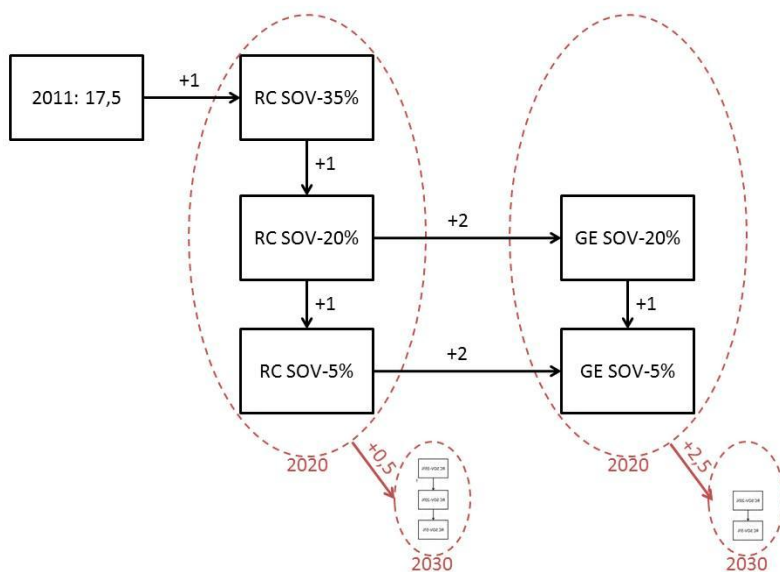 2011: 17,5
+1
RC SOV-35%
+1
RC SOV-20%
+2
GE SOV-20%
+1
+1
RC SOV-5%
+2
GE SOV-5%
2020
+0,5
2020
+2,5
2030
2030